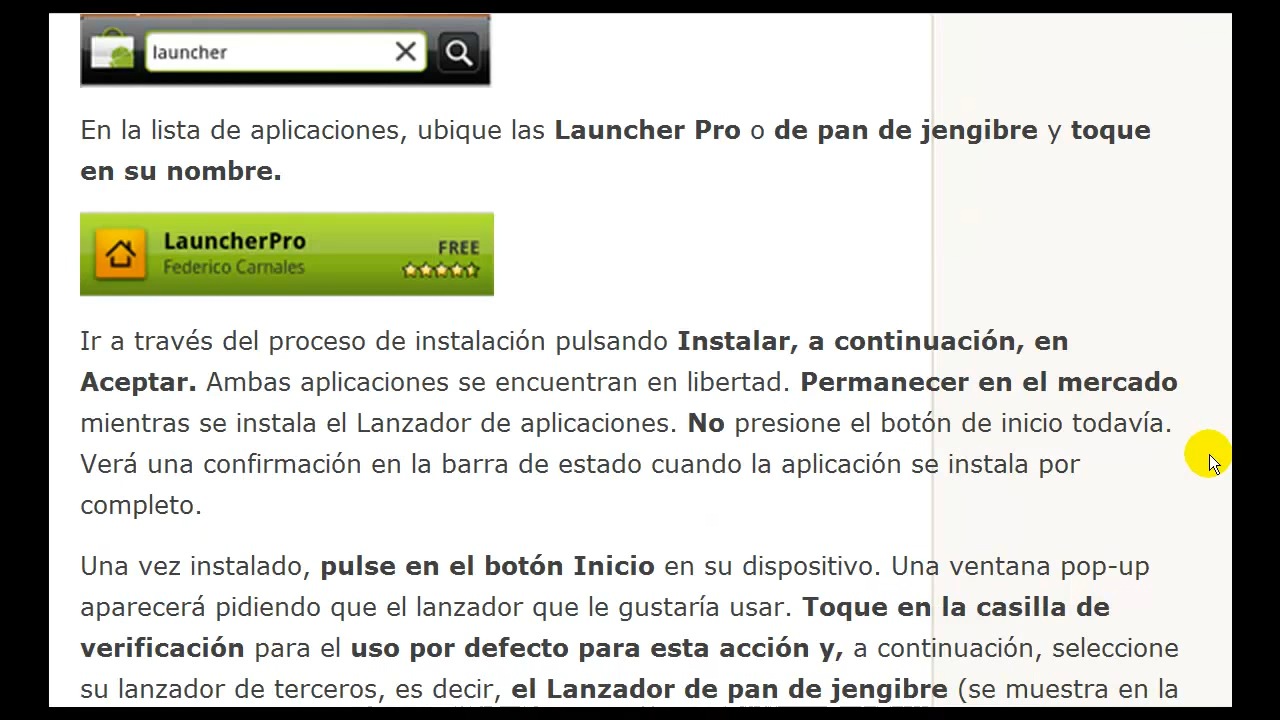 launcher
En la lista de aplicaciones, ubique las Launcher Pro o de pan de jengibre y toque
en su nombre.
LauncherPro FREE
Federico Carnales
Ir a través del proceso de instalación pulsando Instalar, a continuación, en
Aceptar. Ambas aplicaciones se encuentran en libertad. Permanecer en el mercado
mientras se instala el Lanzador de aplicaciones. No presione el botón de inicio todavía.
Verá una confirmación en la barra de estado cuando la aplicación se instala por
completo.
Una vez instalado, pulse en el botón Inicio en su dispositivo. Una ventana pop-up
aparecerá pidiendo que el lanzador que le gustaría usar. Toque en la casilla de
verificación para el uso por defecto para esta acción y, a continuación, seleccione
su lanzador de terceros, es decir, el Lanzador de pan de jengibre (se muestra en la